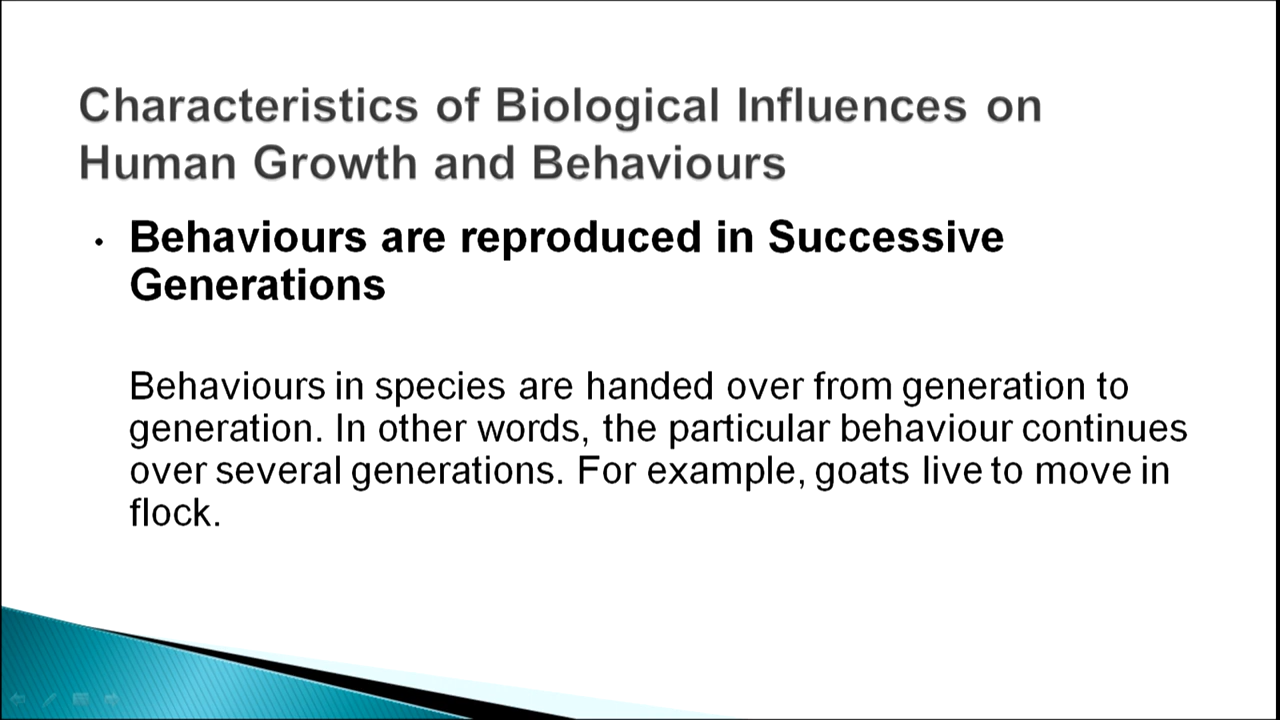 Characteristics of Biological Influences on
Human Growth and Behaviours
• Behaviours are reproduced in Successive
Generations
Behaviours in species are handed over from generation to
generation. In other words, the particular behaviour continues
over several generations. For example, goats live to move in
flock.